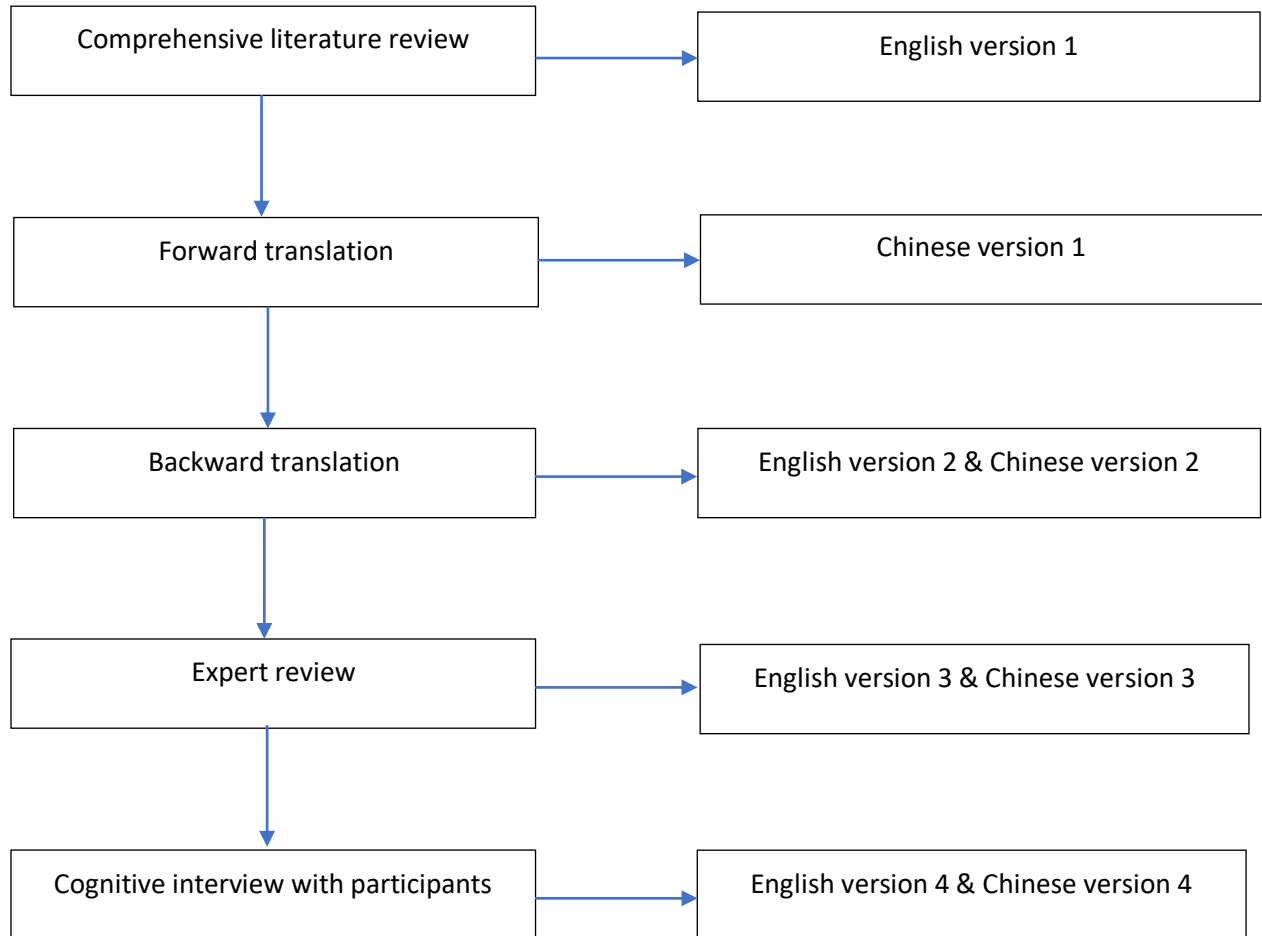 Comprehensive literature review
English version 1
Forward translation
Chinese version 1
Backward translation
English version 2 & Chinese version 2
Expert review
English version 3 & Chinese version 3
Cognitive interview with participants
English version 4 & Chinese version 4